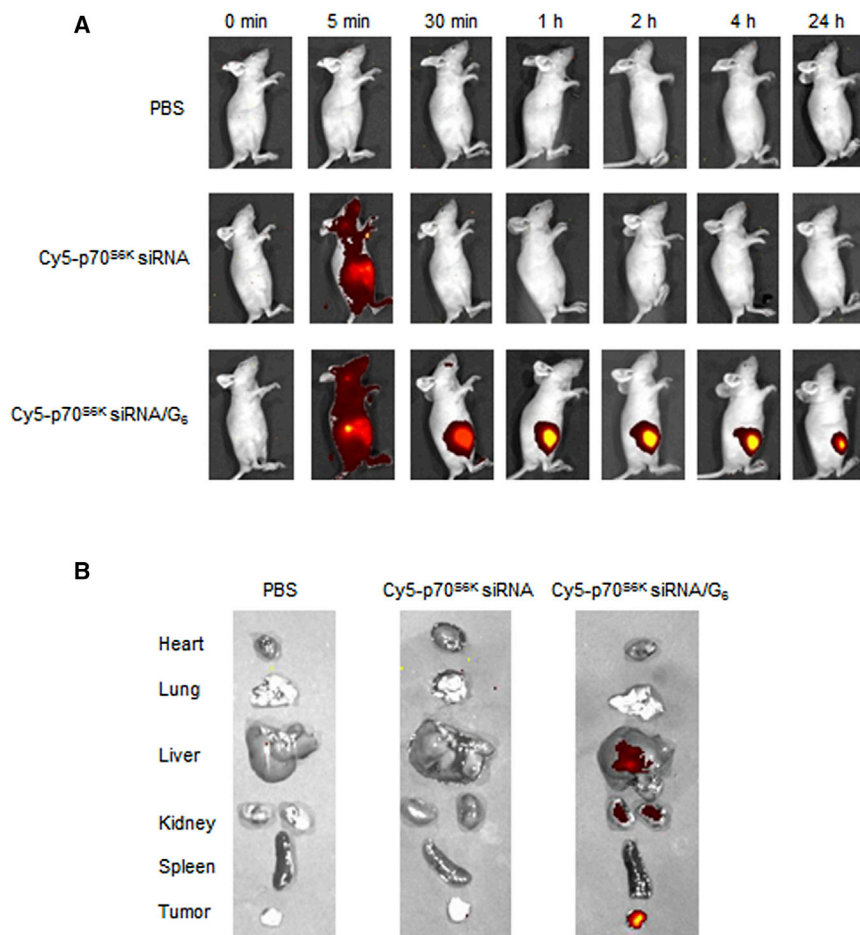 A
0 min 5 min 30 min 1 h 2 h 4 h 24 h
PBS
Cy5-p70ˢ⁶ᴷ siRNA
Cy5-p70ˢ⁶ᴷ siRNA/G₆
B
PBS Cy5-p70ˢ⁶ᴷ siRNA Cy5-p70ˢ⁶ᴷ siRNA/G₆
Heart
Lung
Liver
Kidney
Spleen
Tumor